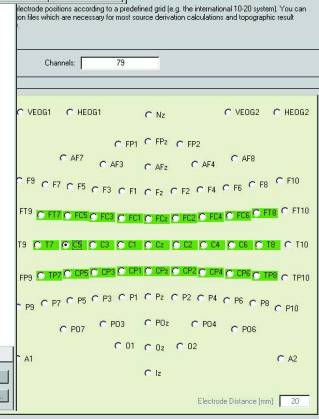 electrode positions according to a predefined grid (e.g. the international 10-20 system). You can
ion files which are necessary for most source derivation calculations and topographic result
Channels: 79
VEOG1 HEOG1 Nz VEOG2 HEOG2
FP1 FPz FP2
AF7 AF3 AFz AF4 AF8
F9 F7 F5 F3 F1 Fz F2 F4 F6 F8 F10
FT9 FT7 FC5 FC3 FC1 FCz FC2 FC4 FC6 FT8 FT10
T9 T7 C5 C3 C1 Cz C2 C4 C6 T8 T10
FP9 TP7 CP5 CP3 CP1 CPz CP2 CP4 CP6 TP8 TP10
P9 P7 P5 P3 P1 Pz P2 P4 P6 P8 P10
PO7 PO3 POz PO4 PO6
A1 O1 Oz O2 A2
Iz
Electrode Distance [mm] 20